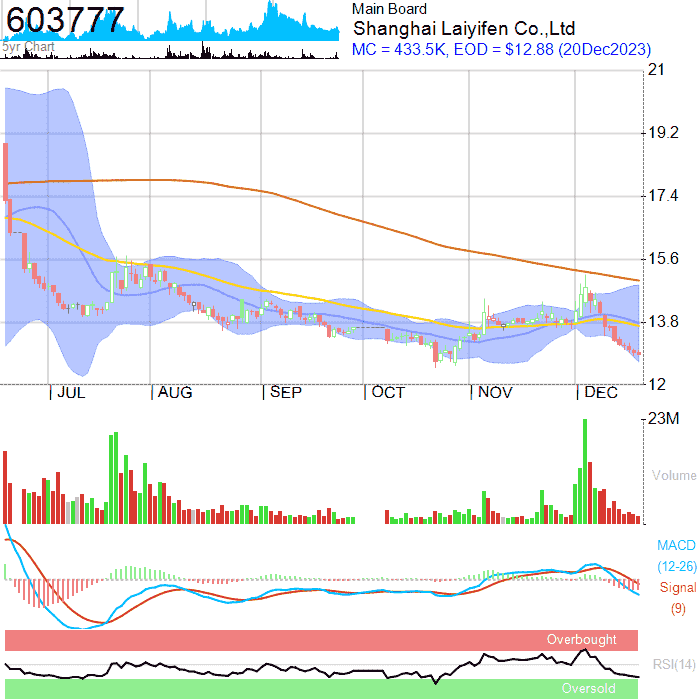 603777
5yr Chart
Main Board
Shanghai Laiyifen Co.,Ltd
MC = 433.5K, EOD = $12.88 (20Dec2023)
21
19.2
17.4
15.6
13.8
12
JUL AUG SEP OCT NOV DEC
23M
Volume
MACD
(12-26)
Signal
(9)
Overbought
RSI(14)
Oversold